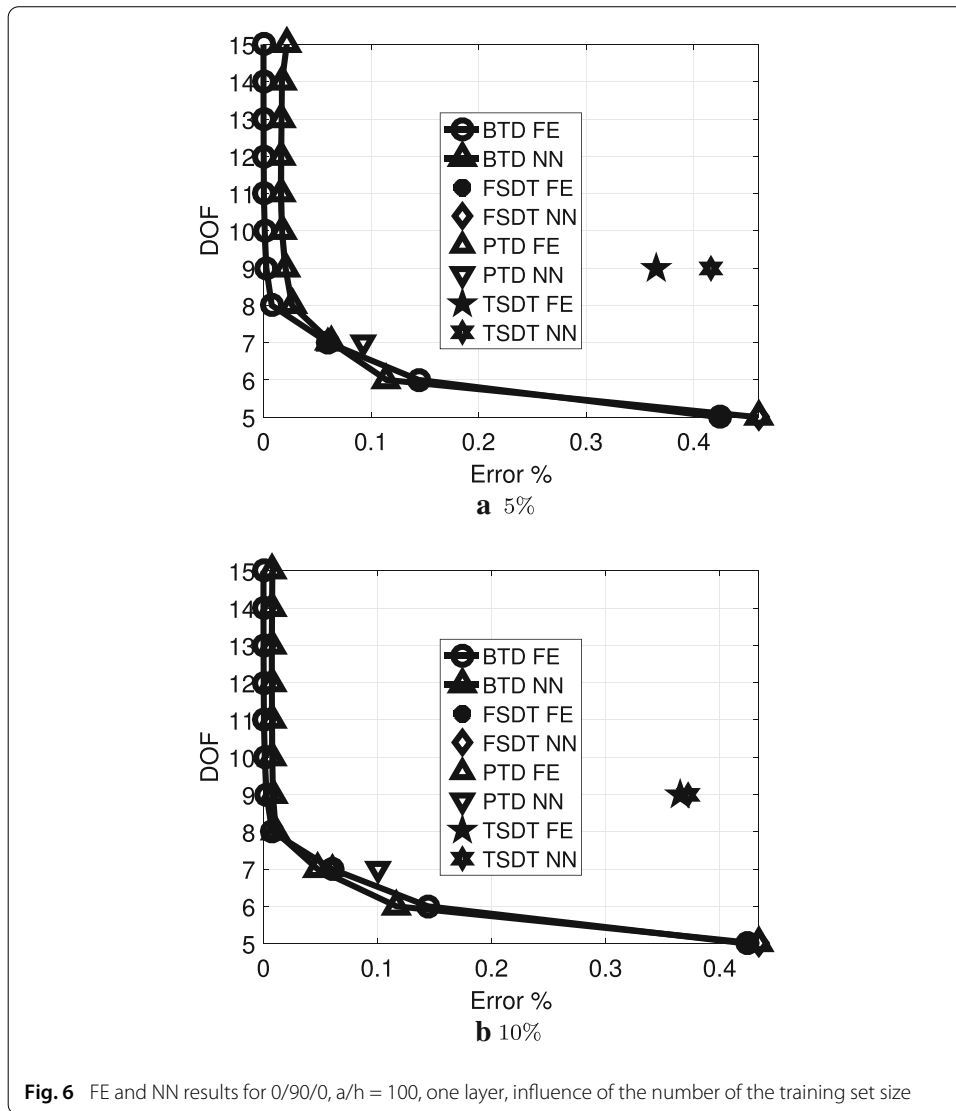 15
14
13
12
11
10
9
8
7
6
5
DOF
BTD FE
BTD NN
FSDT FE
FSDT NN
PTD FE
PTD NN
TSDT FE
TSDT NN
0 0.1 0.2 0.3 0.4
Error %
a 5%
15
14
13
12
11
10
9
8
7
6
5
DOF
BTD FE
BTD NN
FSDT FE
FSDT NN
PTD FE
PTD NN
TSDT FE
TSDT NN
0 0.1 0.2 0.3 0.4
Error %
b 10%
Fig. 6 FE and NN results for 0/90/0, a/h = 100, one layer, influence of the number of the training set size